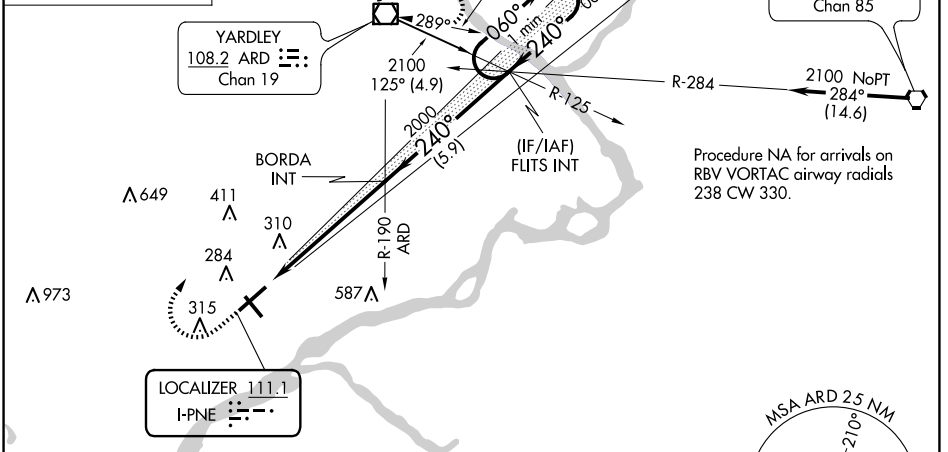 Chan 85
289°
060°
1 min
240°
YARDLEY
108.2 ARD
Chan 19
2100
125° (4.9)
R-284
2100 NoPT
284°
(14.6)
R-125
2000
240°
(5.9)
(IF/IAF)
FLITS INT
BORDA
INT
Procedure NA for arrivals on
RBV VORTAC airway radials
238 CW 330.
649
411
310
R-190
ARD
284
973
587
315
LOCALIZER 111.1
I-PNE
MSA ARD 25 NM
210°